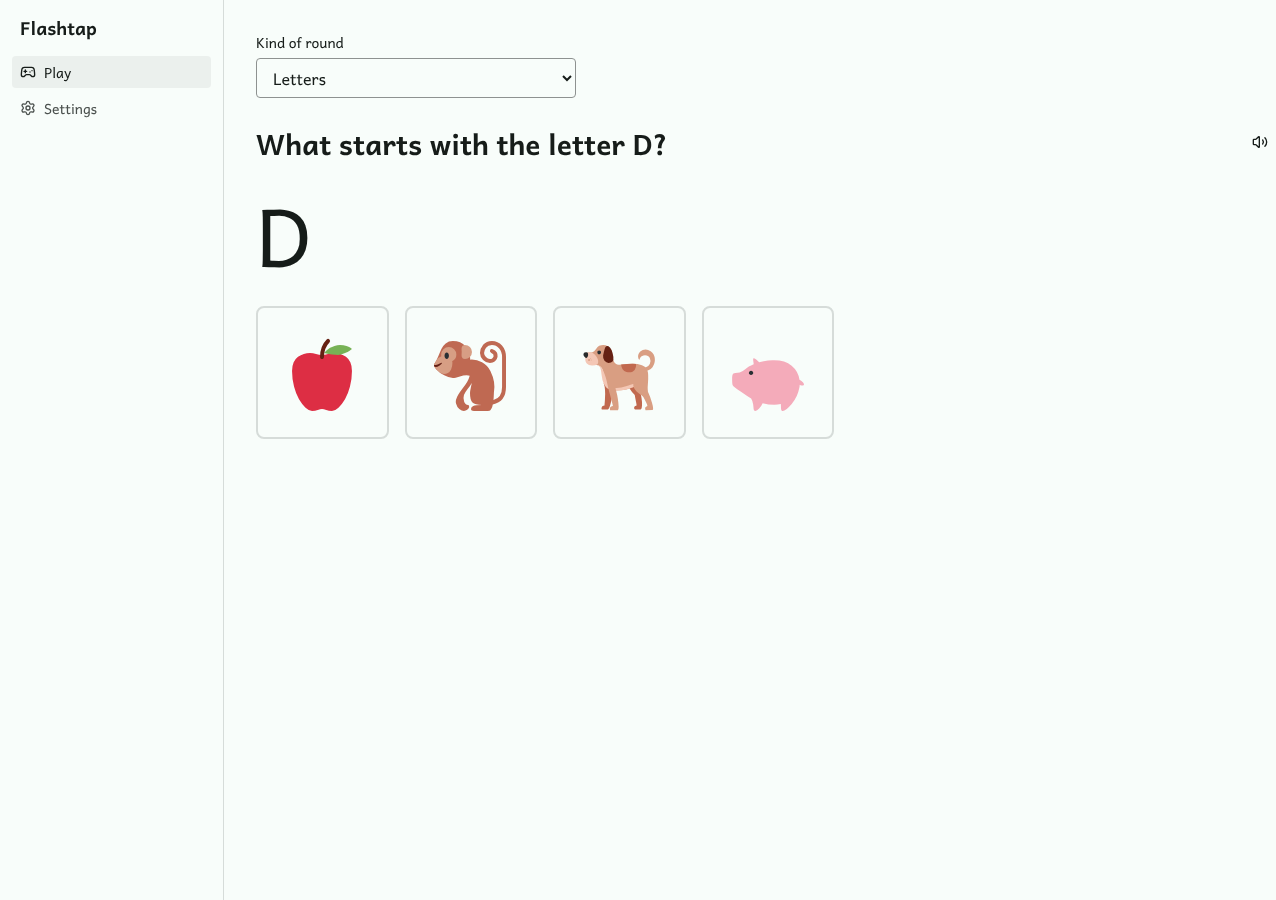 Flashtap
Play
Settings
Kind of round
Letters
What starts with the letter D?
D